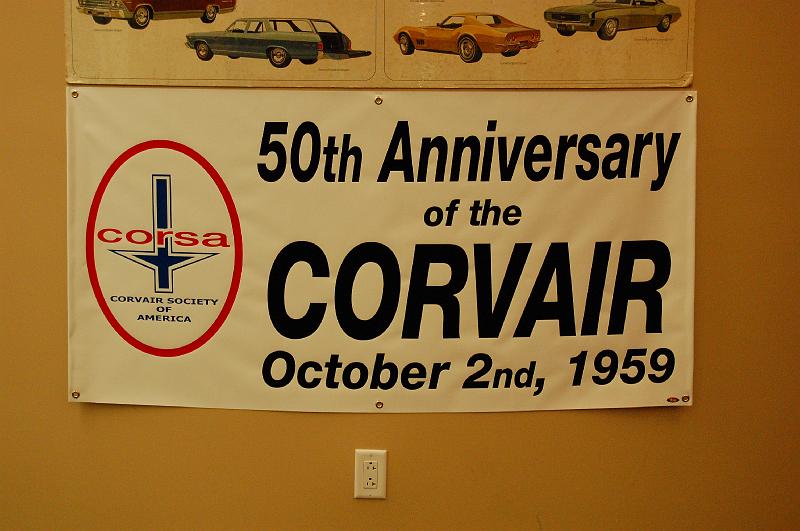 50th Anniversary
of the
CORVAIR
October 2nd, 1959
corsa
CORVAIR SOCIETY
OF
AMERICA